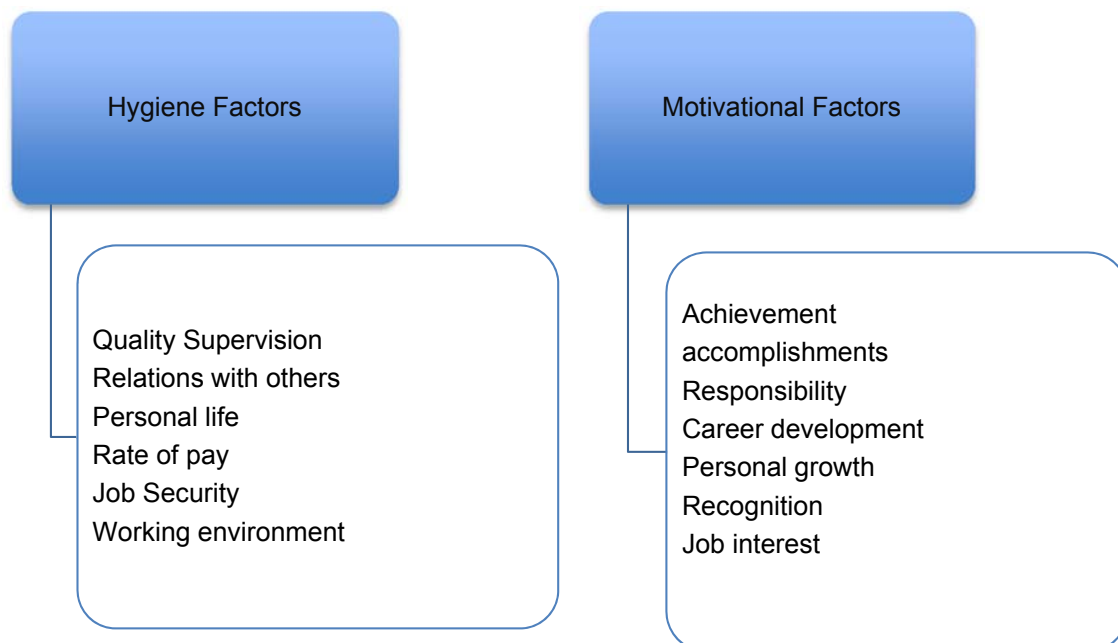 Hygiene Factors
Quality Supervision
Relations with others
Personal life
Rate of pay
Job Security
Working environment
Motivational Factors
Achievement
accomplishments
Responsibility
Career development
Personal growth
Recognition
Job interest